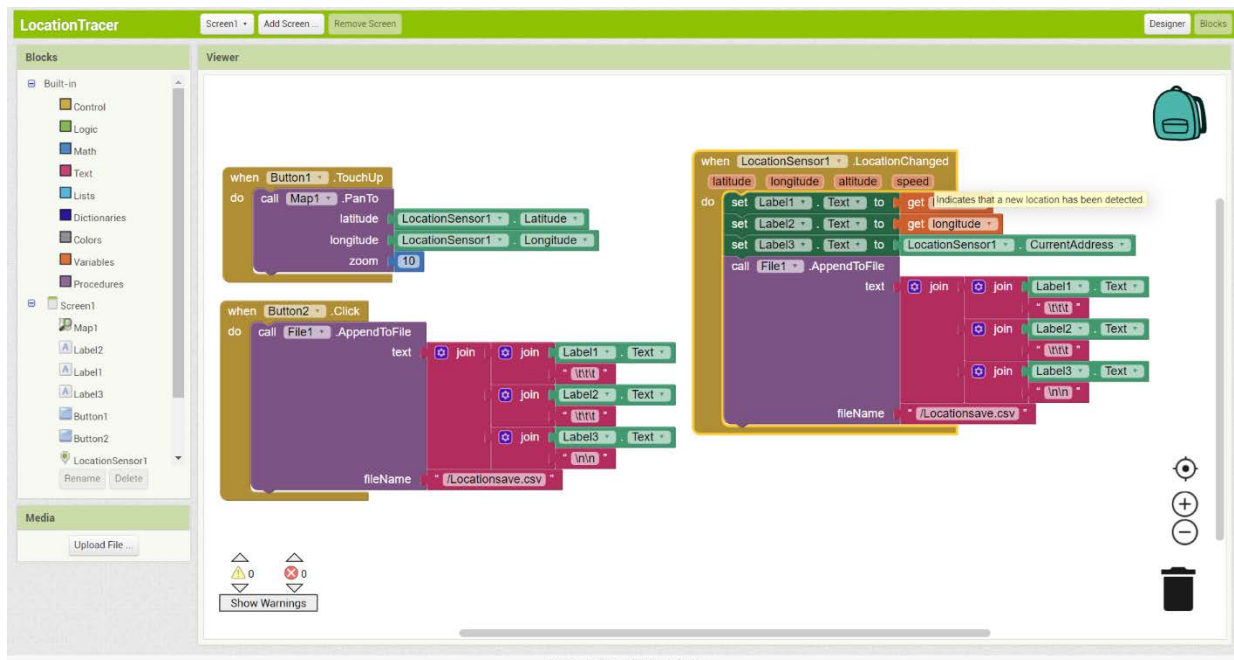 LocationTracer
Screen1
Add Screen ...
Remove Screen
Designer
Blocks
Blocks
Built-in
Control
Logic
Math
Text
Lists
Dictionaries
Colors
Variables
Procedures
Screen1
Map1
Label2
Label1
Label3
Button1
Button2
LocationSensor1
Rename
Delete
Media
Upload File ...
Viewer
when Button1 .TouchUp
do call Map1 .PanTo
latitude LocationSensor1 . Latitude
longitude LocationSensor1 . Longitude
zoom 10
when Button2 .Click
do call File1 .AppendToFile
text join join Label1 . Text
" \t\t\t "
join Label2 . Text
" \t\t\t "
join Label3 . Text
" \n\n "
fileName " /Locationsave.csv "
when LocationSensor1 .LocationChanged
latitude longitude altitude speed
Indicates that a new location has been detected.
do set Label1 . Text to get
set Label2 . Text to get longitude
set Label3 . Text to LocationSensor1 . CurrentAddress
call File1 .AppendToFile
text join join Label1 . Text
" \t\t\t "
join Label2 . Text
" \t\t\t "
join Label3 . Text
" \n\n "
fileName " /Locationsave.csv "
0
0
Show Warnings